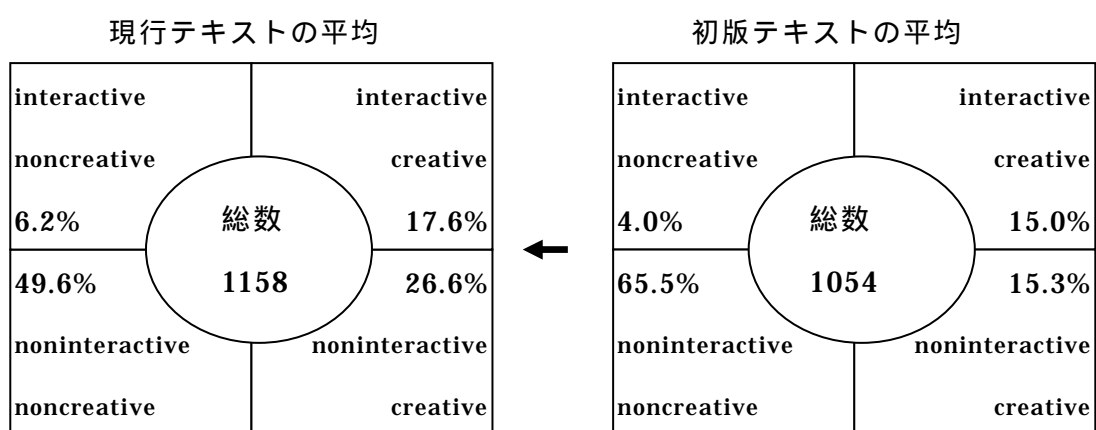 現行テキストの平均
interactive interactive
noncreative creative
6.2% 総数 17.6%
49.6% 1158 26.6%
noninteractive noninteractive
noncreative creative
初版テキストの平均
interactive interactive
noncreative creative
4.0% 総数 15.0%
65.5% 1054 15.3%
noninteractive noninteractive
noncreative creative